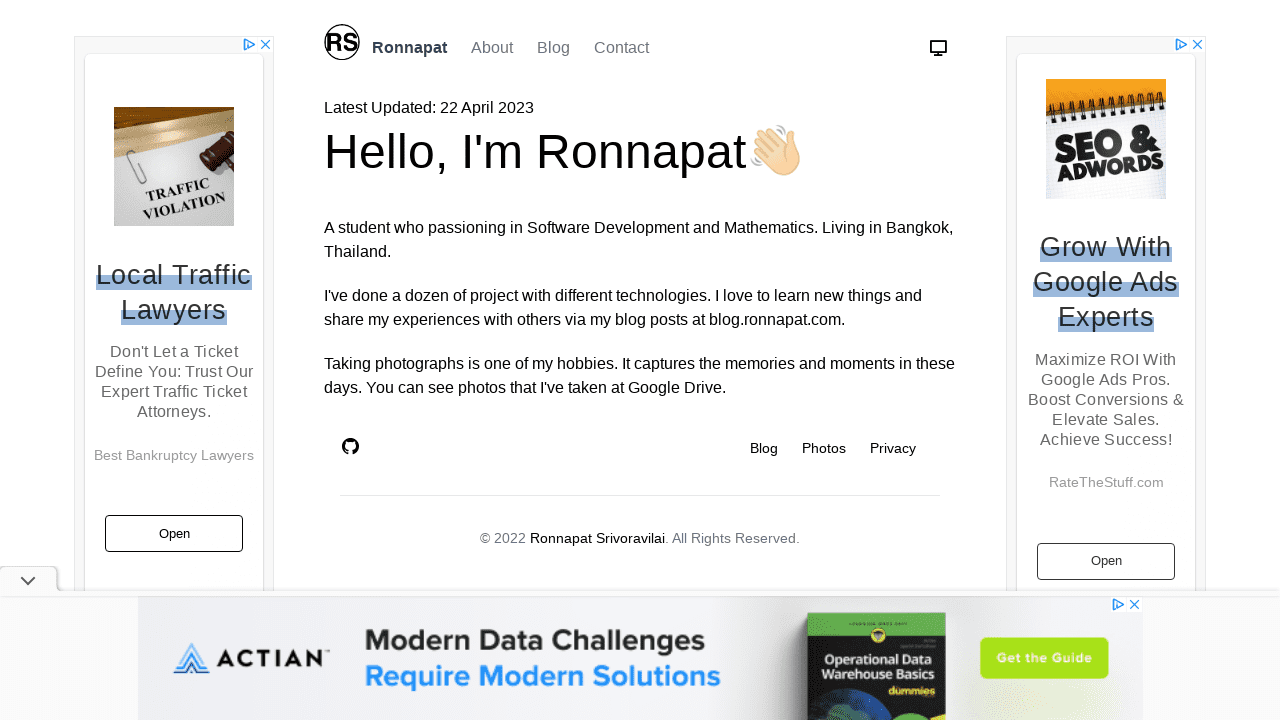 RS Ronnapat About Blog Contact
Latest Updated: 22 April 2023
Hello, I'm Ronnapat👋🏻
A student who passioning in Software Development and Mathematics. Living in Bangkok,
Thailand.
I've done a dozen of project with different technologies. I love to learn new things and
share my experiences with others via my blog posts at blog.ronnapat.com.
Taking photographs is one of my hobbies. It captures the memories and moments in these
days. You can see photos that I've taken at Google Drive.
Blog Photos Privacy
© 2022 Ronnapat Srivoravilai. All Rights Reserved.
TRAFFIC
VIOLATION
Local Traffic
Lawyers
Don't Let a Ticket
Define You: Trust Our
Expert Traffic Ticket
Attorneys.
Best Bankruptcy Lawyers
Open
SEO &
ADWORDS
Grow With
Google Ads
Experts
Maximize ROI With
Google Ads Pros.
Boost Conversions &
Elevate Sales.
Achieve Success!
RateTheStuff.com
Open
ACTIAN
Modern Data Challenges
Require Modern Solutions
Operational Data
Warehouse Basics
dummies
Get the Guide